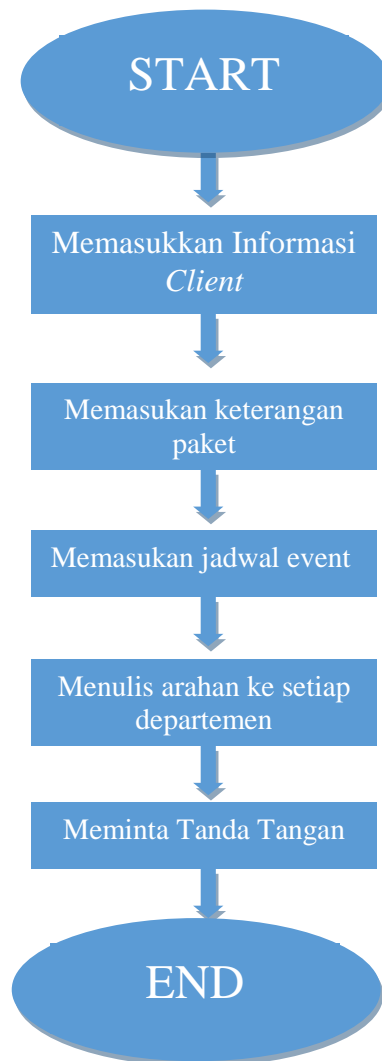 START
Memasukkan Informasi
Client
Memasukan keterangan
paket
Memasukan jadwal event
Menulis arahan ke setiap
departemen
Meminta Tanda Tangan
END